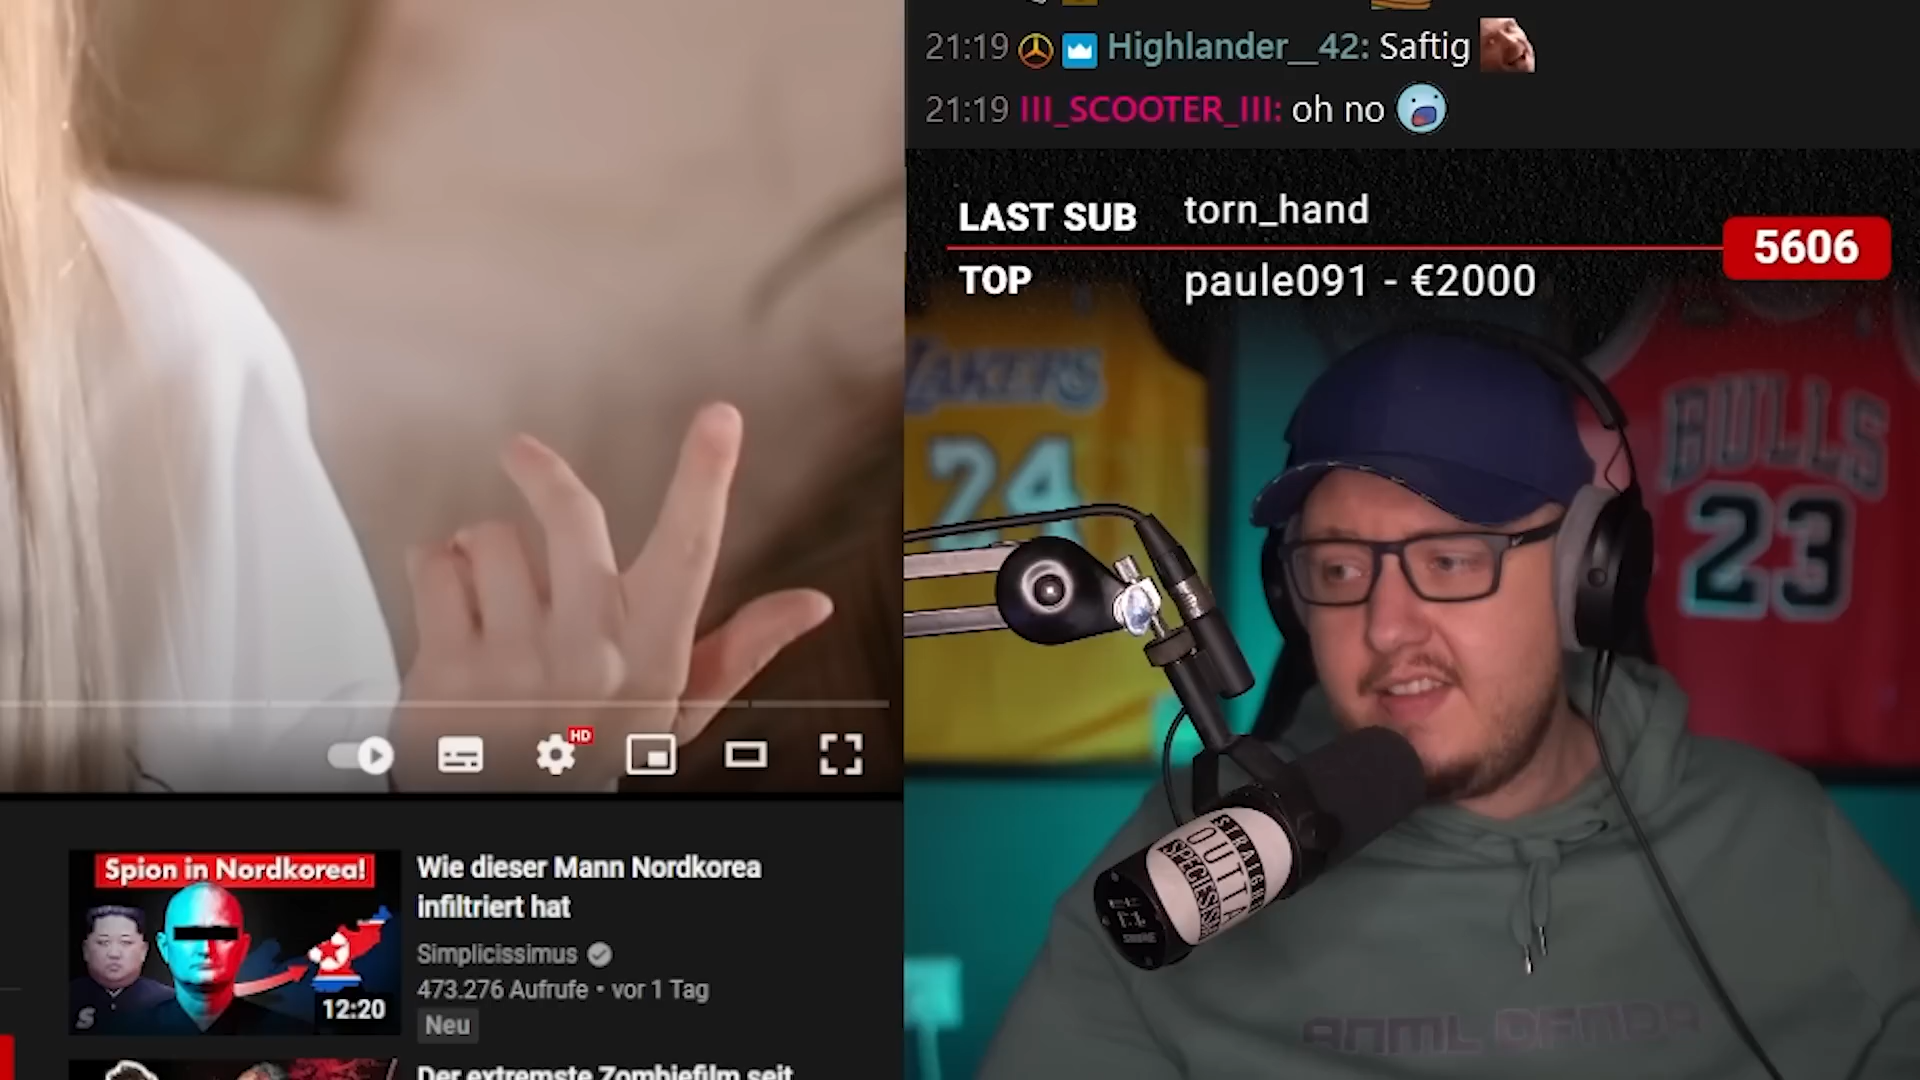 21:19 Highlander__42: Saftig
21:19 III_SCOOTER_III: oh no
LAST SUB torn_hand
5606
TOP paule091 - €2000
LAKERS
24
BULLS
23
HD
STRAIGHT
OUTTA
Spion in Nordkorea!
12:20
Wie dieser Mann Nordkorea
infiltriert hat
Simplicissimus
473.276 Aufrufe • vor 1 Tag
Neu
Der extremste Zombiefilm seit